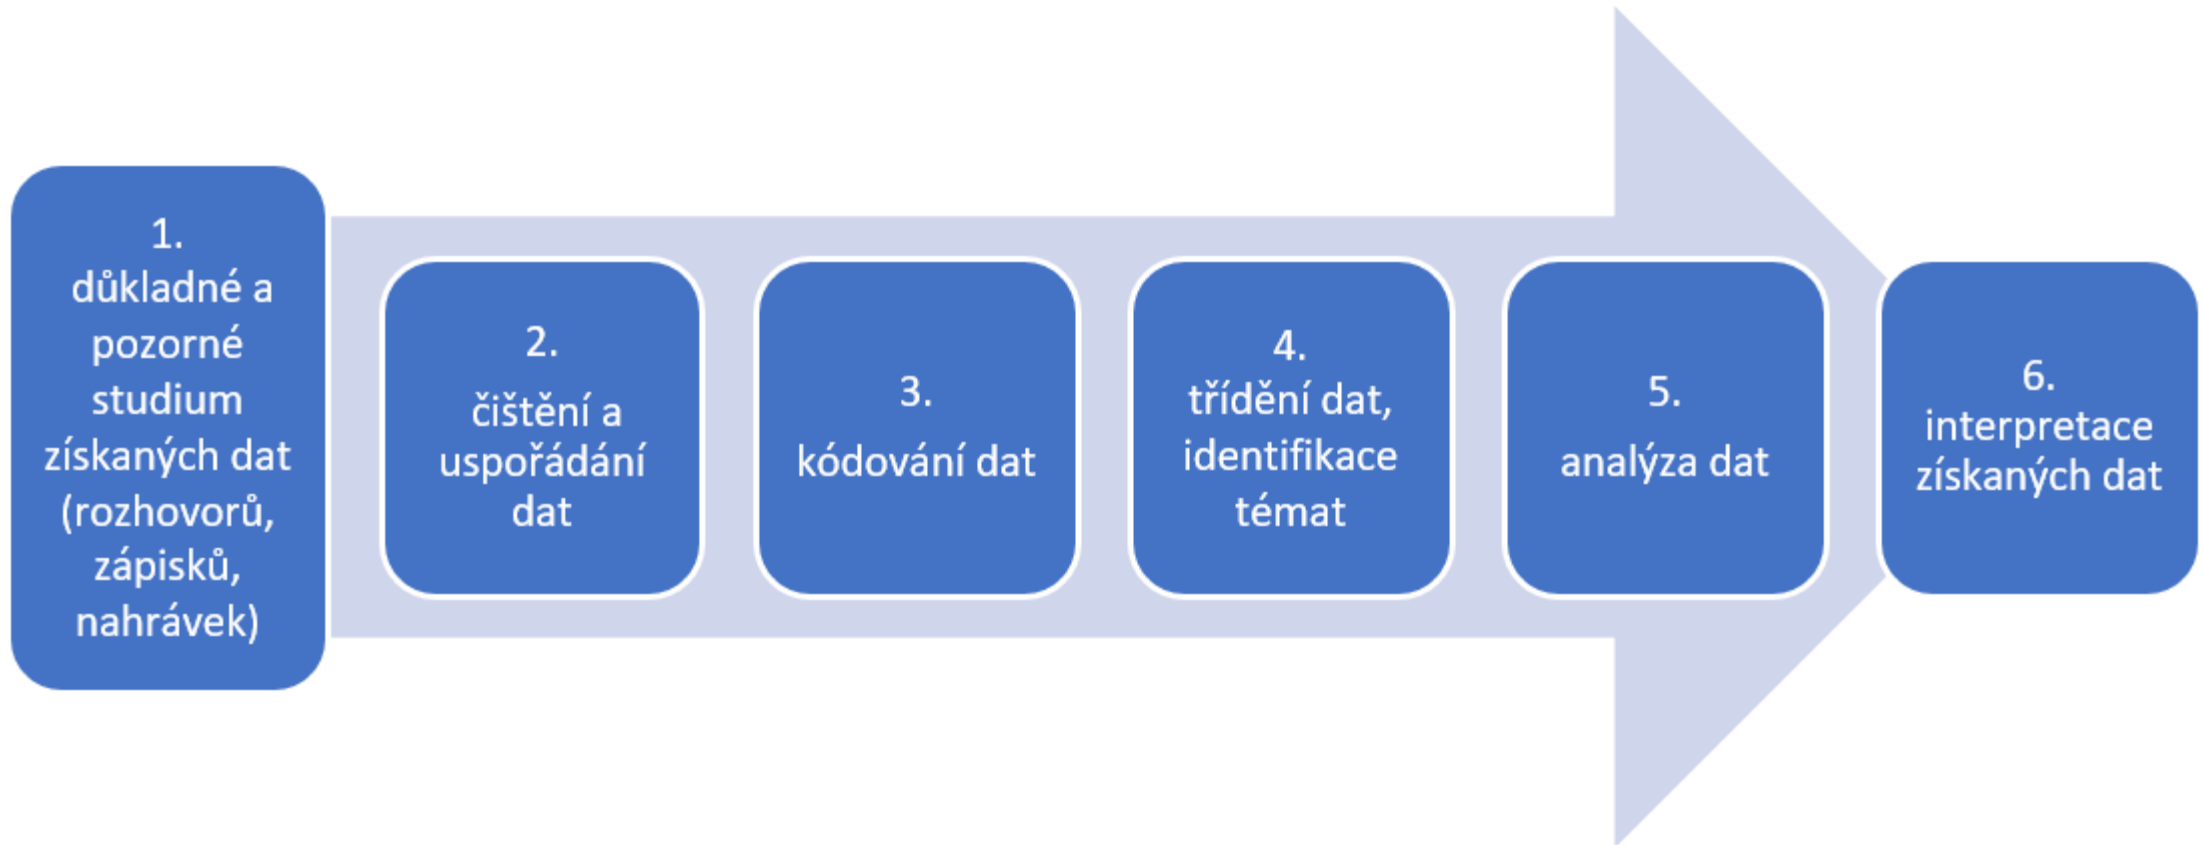 1.
důkladné a
pozorné
studium
získaných dat
(rozhovorů,
zápisků,
nahrávek)
2.
čištění a
uspořádání
dat
3.
kódování dat
4.
třídění dat,
identifikace
témat
5.
analýza dat
6.
interpretace
získaných dat